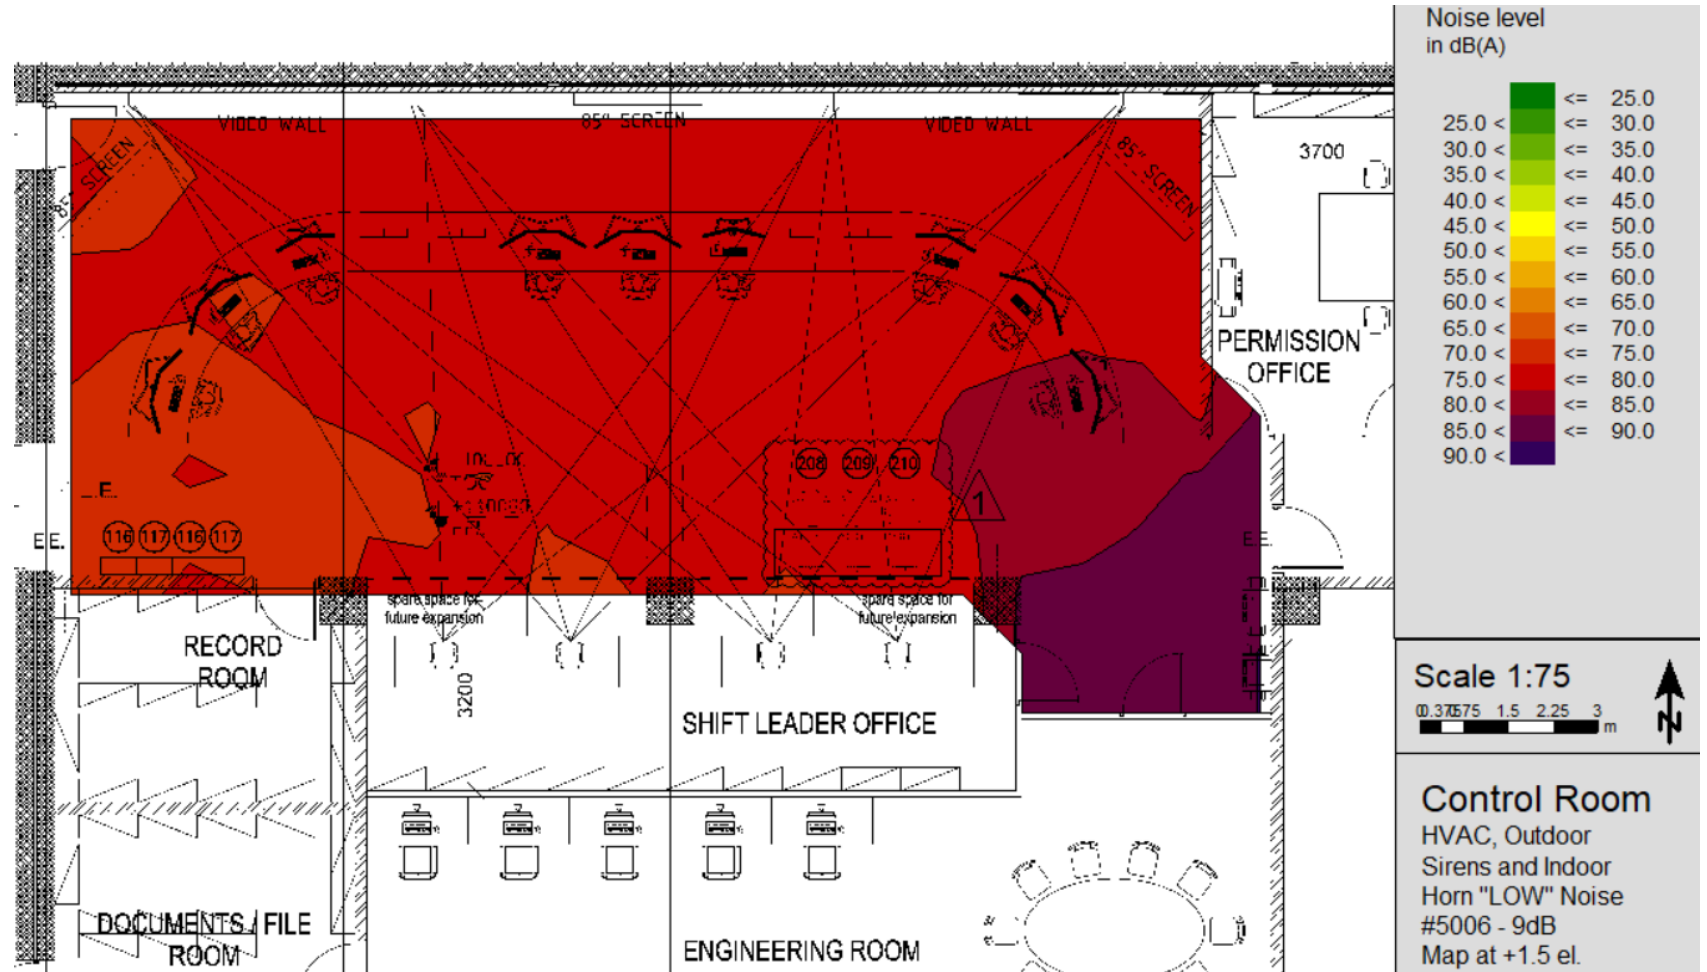 Noise level
in dB(A)
<= 25.0
25.0 < <= 30.0
30.0 < <= 35.0
35.0 < <= 40.0
40.0 < <= 45.0
45.0 < <= 50.0
50.0 < <= 55.0
55.0 < <= 60.0
60.0 < <= 65.0
65.0 < <= 70.0
70.0 < <= 75.0
75.0 < <= 80.0
80.0 < <= 85.0
85.0 < <= 90.0
90.0 <
VIDEO WALL
85" SCREEN
VIDEO WALL
85" SCREEN
85" SCREEN
3700
PERMISSION
OFFICE
208 209 210
1
116 117 116 117
E.E.
E.E.
spare space for
future expansion
spare space for
future expansion
RECORD
ROOM
3200
SHIFT LEADER OFFICE
DOCUMENTS / FILE
ROOM
ENGINEERING ROOM
Scale 1:75
0 0.375 0.75 1.5 2.25 3
m
N
Control Room
HVAC, Outdoor
Sirens and Indoor
Horn "LOW" Noise
#5006 - 9dB
Map at +1.5 el.